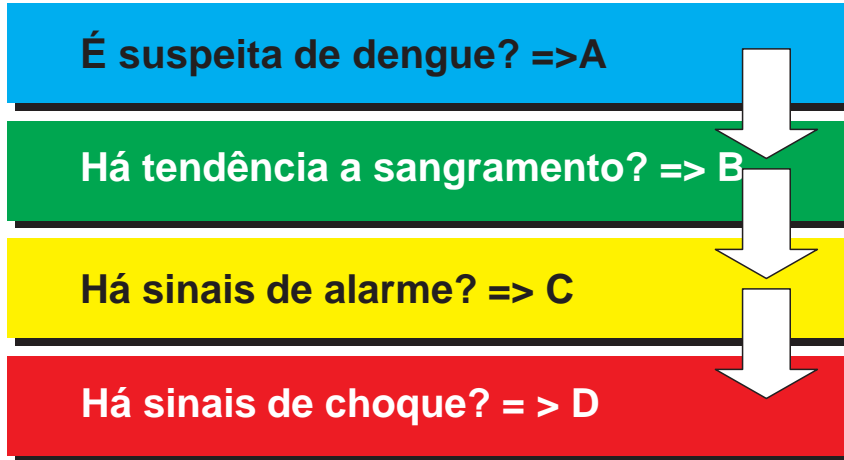 É suspeita de dengue? =>A
Há tendência a sangramento? => B
Há sinais de alarme? => C
Há sinais de choque? = > D